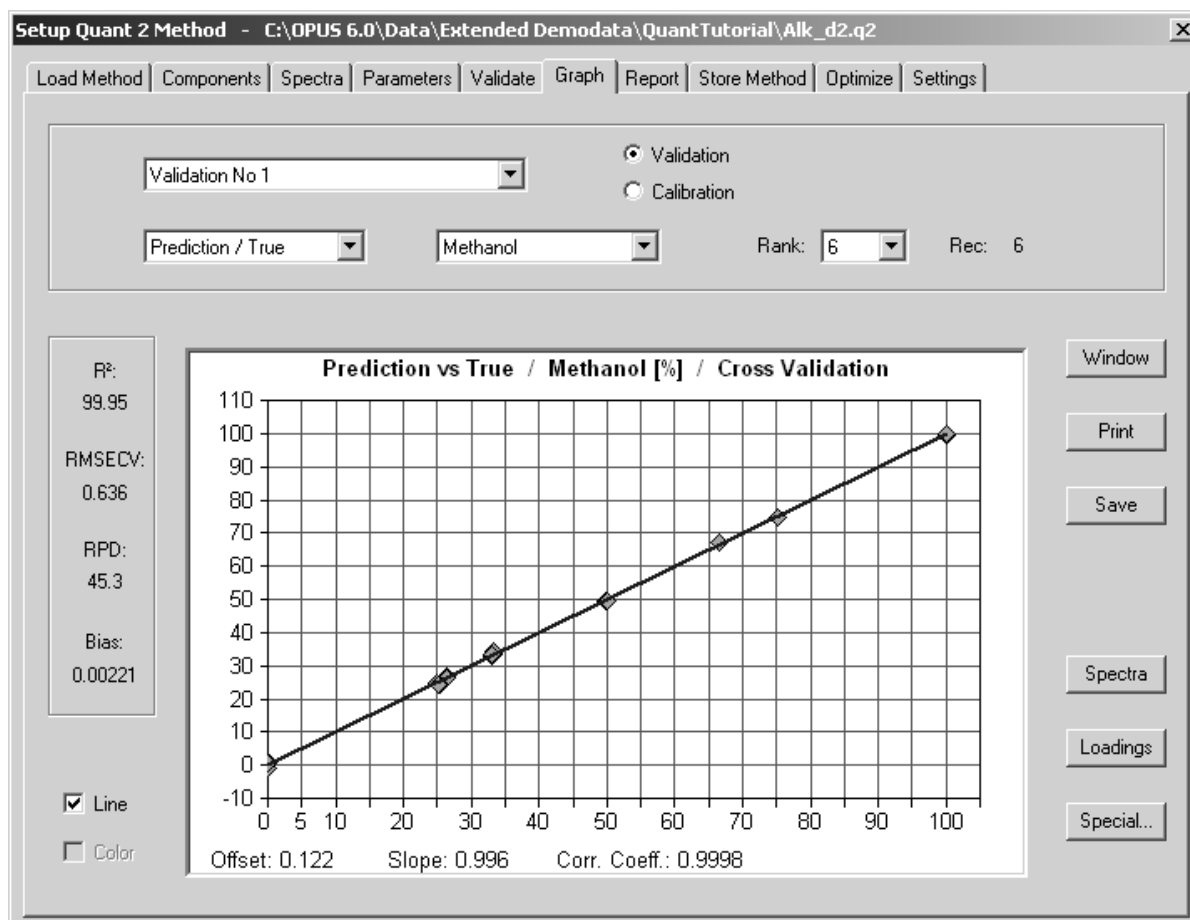 Setup Quant 2 Method - C:\OPUS 6.0\Data\Extended Demodata\QuantTutorial\Alk_d2.q2
Load Method Components Spectra Parameters Validate Graph Report Store Method Optimize Settings
Validation No 1
Validation
Calibration
Prediction / True Methanol Rank: 6 Rec: 6
R²:
99.95
RMSECV:
0.636
RPD:
45.3
Bias:
0.00221
Line
Color
Prediction vs True / Methanol [%] / Cross Validation
110
100
90
80
70
60
50
40
30
20
10
0
-10
0 5 10 20 30 40 50 60 70 80 90 100
Offset: 0.122 Slope: 0.996 Corr. Coeff.: 0.9998
Window
Print
Save
Spectra
Loadings
Special...